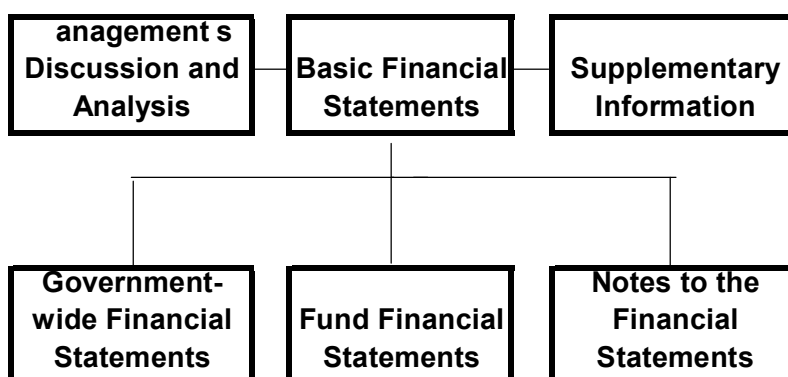 anagement s
Discussion and
Analysis
Basic Financial
Statements
Supplementary
Information
Government-
wide Financial
Statements
Fund Financial
Statements
Notes to the
Financial
Statements